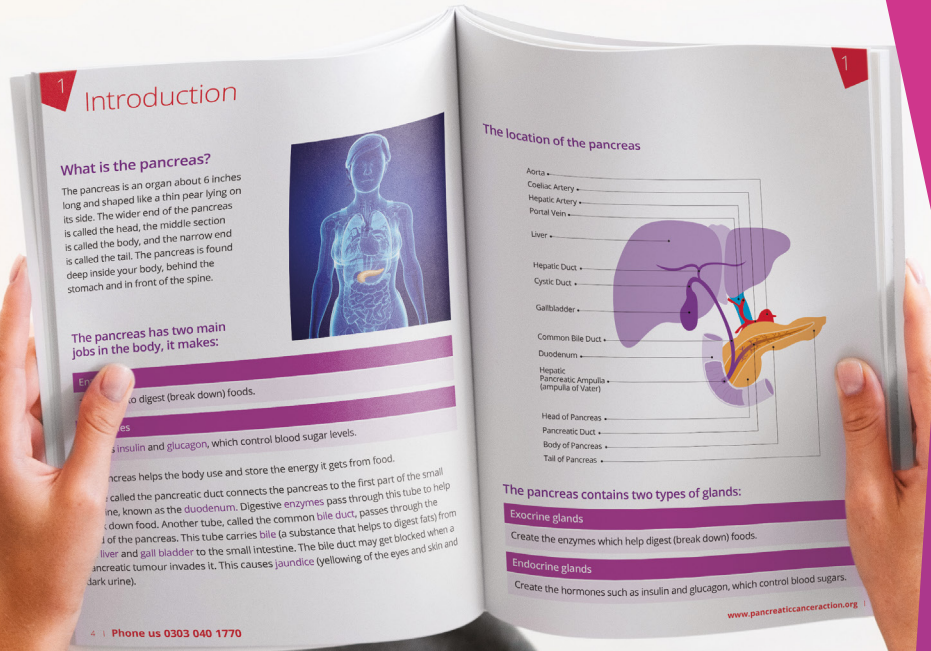 1
Introduction
What is the pancreas?
The pancreas is an organ about 6 inches
long and shaped like a thin pear lying on
its side. The wider end of the pancreas
is called the head, the middle section
is called the body, and the narrow end
is called the tail. The pancreas is found
deep inside your body, behind the
stomach and in front of the spine.
The pancreas has two main
jobs in the body, it makes:
to digest (break down) foods.
insulin and glucagon, which control blood sugar levels.
helps the body use and store the energy it gets from food.
called the pancreatic duct connects the pancreas to the first part of the small
known as the duodenum. Digestive enzymes pass through this tube to help
down food. Another tube, called the common bile duct, passes through the
of the pancreas. This tube carries bile (a substance that helps to digest fats) from
liver and gall bladder to the small intestine. The bile duct may get blocked when a
tumour invades it. This causes jaundice (yellowing of the eyes and skin and
dark urine).
4 | Phone us 0303 040 1770
1
The location of the pancreas
Aorta
Coeliac Artery
Hepatic Artery
Portal Vein
Liver
Hepatic Duct
Cystic Duct
Gallbladder
Common Bile Duct
Duodenum
Hepatic
Pancreatic Ampulla
(ampulla of Vater)
Head of Pancreas
Pancreatic Duct
Body of Pancreas
Tail of Pancreas
The pancreas contains two types of glands:
Exocrine glands
Create the enzymes which help digest (break down) foods.
Endocrine glands
Create the hormones such as insulin and glucagon, which control blood sugars.
www.pancreaticcanceraction.org |